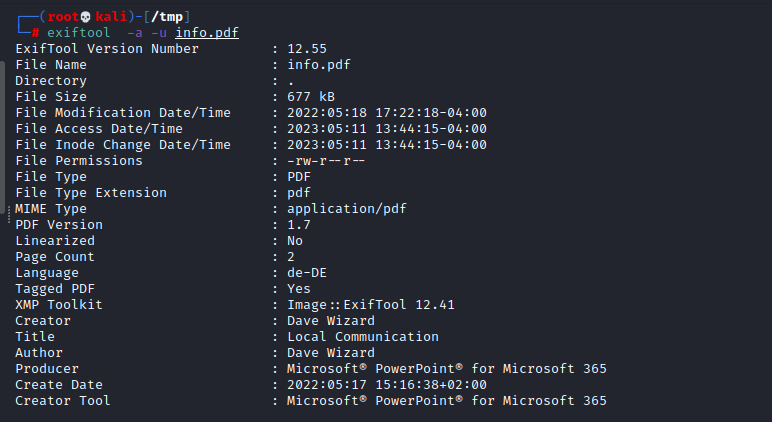 ┌──(root💀kali)-[/tmp]
└─# exiftool  -a -u info.pdf
ExifTool Version Number         : 12.55
File Name                       : info.pdf
Directory                       : .
File Size                       : 677 kB
File Modification Date/Time     : 2022:05:18 17:22:18-04:00
File Access Date/Time           : 2023:05:11 13:44:15-04:00
File Inode Change Date/Time     : 2023:05:11 13:44:15-04:00
File Permissions                : -rw-r--r--
File Type                       : PDF
File Type Extension             : pdf
MIME Type                       : application/pdf
PDF Version                     : 1.7
Linearized                      : No
Page Count                      : 2
Language                        : de-DE
Tagged PDF                      : Yes
XMP Toolkit                     : Image::ExifTool 12.41
Creator                         : Dave Wizard
Title                           : Local Communication
Author                          : Dave Wizard
Producer                        : Microsoft® PowerPoint® for Microsoft 365
Create Date                     : 2022:05:17 15:16:38+02:00
Creator Tool                    : Microsoft® PowerPoint® for Microsoft 365